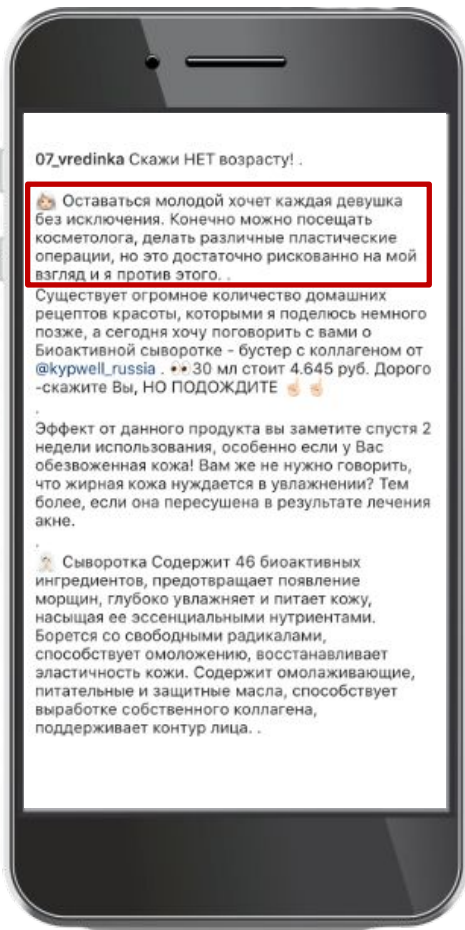 07_vredinka Скажи НЕТ возрасту! .
👶🏻 Оставаться молодой хочет каждая девушка
без исключения. Конечно можно посещать
косметолога, делать различные пластические
операции, но это достаточно рискованно на мой
взгляд и я против этого. .
Существует огромное количество домашних
рецептов красоты, которыми я поделюсь немного
позже, а сегодня хочу поговорить с вами о
Биоактивной сыворотке - бустер с коллагеном от
@kypwell_russia . 👀30 мл стоит 4.645 руб. Дорого
-скажите Вы, НО ПОДОЖДИТЕ ☝🏻 ☝🏻
.
Эффект от данного продукта вы заметите спустя 2
недели использования, особенно если у Вас
обезвоженная кожа! Вам же не нужно говорить,
что жирная кожа нуждается в увлажнении? Тем
более, если она пересушена в результате лечения
акне.
.
👰🏻 Сыворотка Содержит 46 биоактивных
ингредиентов, предотвращает появление
морщин, глубоко увлажняет и питает кожу,
насыщая ее эссенциальными нутриентами.
Борется со свободными радикалами,
способствует омоложению, восстанавливает
эластичность кожи. Содержит омолаживающие,
питательные и защитные масла, способствует
выработке собственного коллагена,
поддерживает контур лица. .